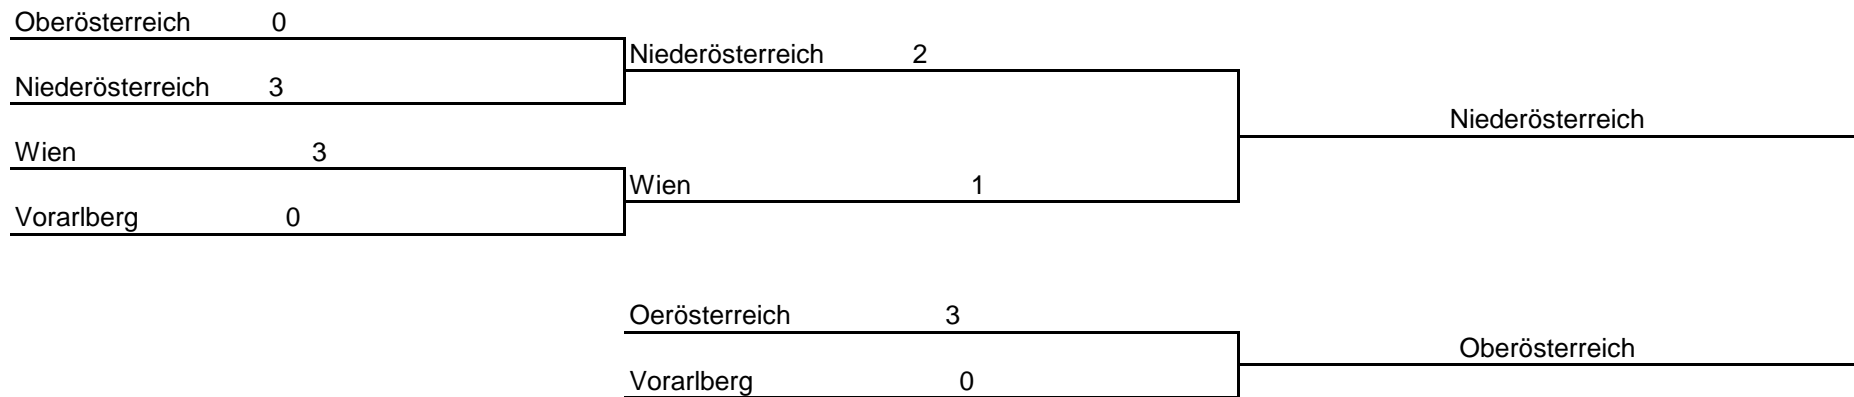 Oberösterreich 0
Niederösterreich 2
Niederösterreich 3
Niederösterreich
Wien 3
Wien 1
Vorarlberg 0
Oerösterreich 3
Oberösterreich
Vorarlberg 0